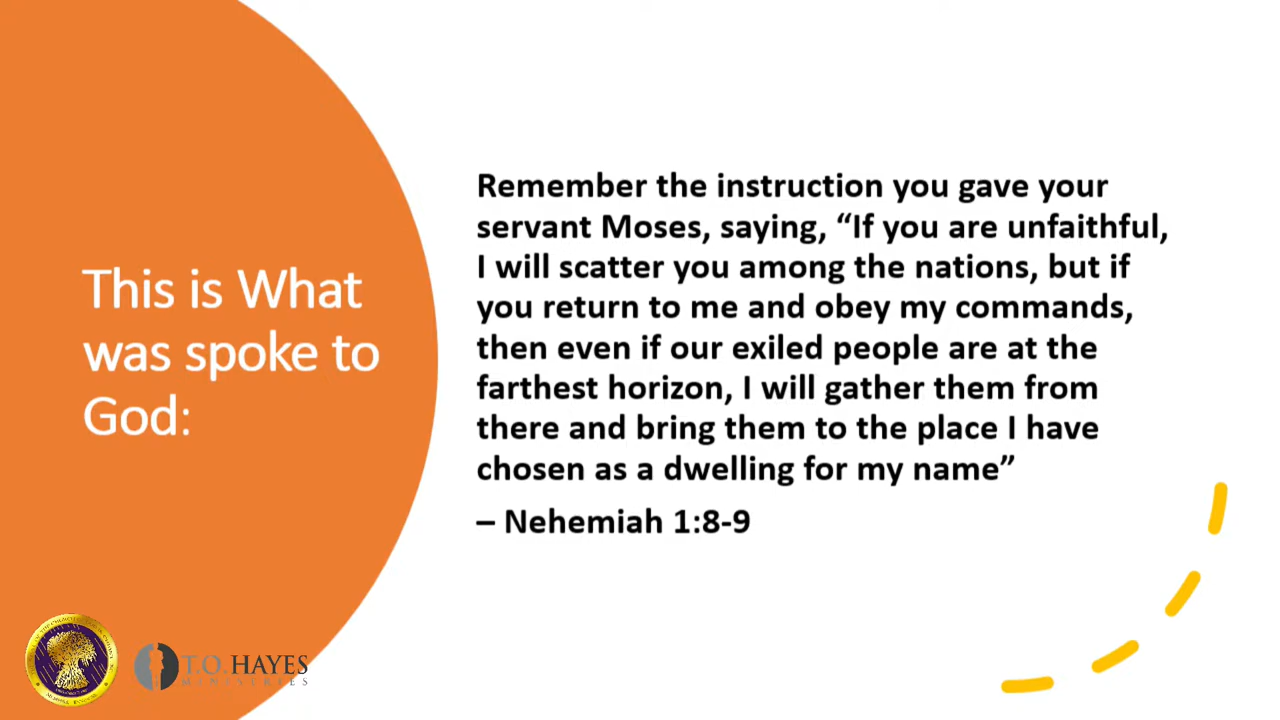 This is What
was spoke to
God:
Remember the instruction you gave your
servant Moses, saying, “If you are unfaithful,
I will scatter you among the nations, but if
you return to me and obey my commands,
then even if our exiled people are at the
farthest horizon, I will gather them from
there and bring them to the place I have
chosen as a dwelling for my name”
– Nehemiah 1:8-9
T.O. HAYES
MINISTRIES